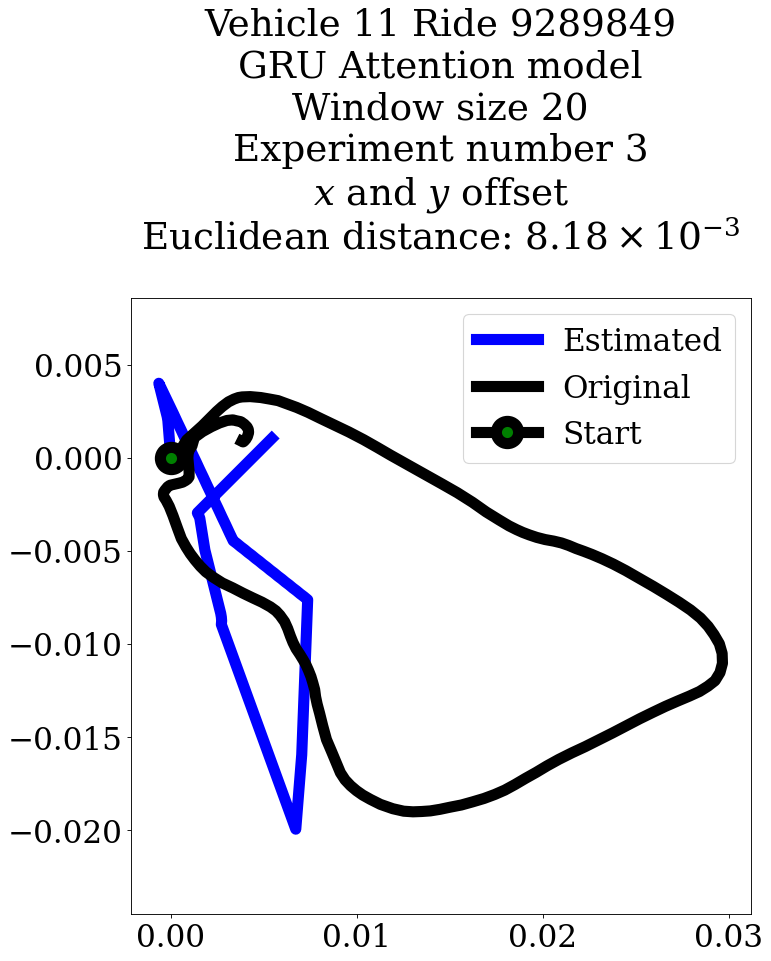 Vehicle 11 Ride 9289849
GRU Attention model
Window size 20
Experiment number 3
x and y offset
Euclidean distance: 8.18 × 10⁻³
Estimated
Original
Start
0.005
0.000
−0.005
−0.010
−0.015
−0.020
0.00 0.01 0.02 0.03